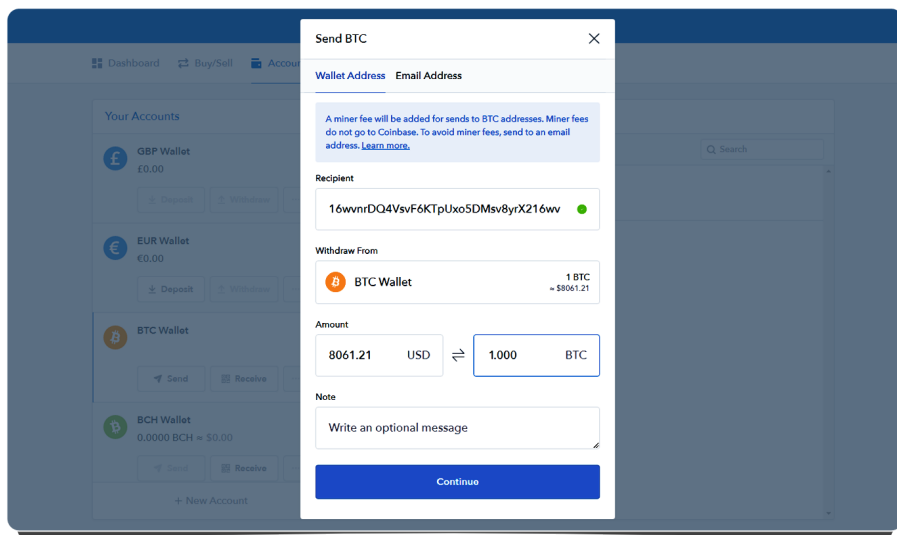 Send BTC
Dashboard
Buy/Sell
Accoun
Wallet Address
Email Address
Your Accounts
A miner fee will be added for sends to BTC addresses. Miner fees
do not go to Coinbase. To avoid miner fees, send to an email
address. Learn more.
Search
GBP Wallet
£0.00
Deposit
Withdraw
Recipient
16wvnrDQ4VsvF6KTpUxo5DMsv8yrX216wv
EUR Wallet
€0.00
Deposit
Withdraw
Withdraw From
BTC Wallet
1 BTC
≈ $8061.21
BTC Wallet
Send
Receive
Amount
8061.21 USD
1.000 BTC
Note
Write an optional message
BCH Wallet
0.0000 BCH ≈ $0.00
Send
Receive
Continue
+ New Account